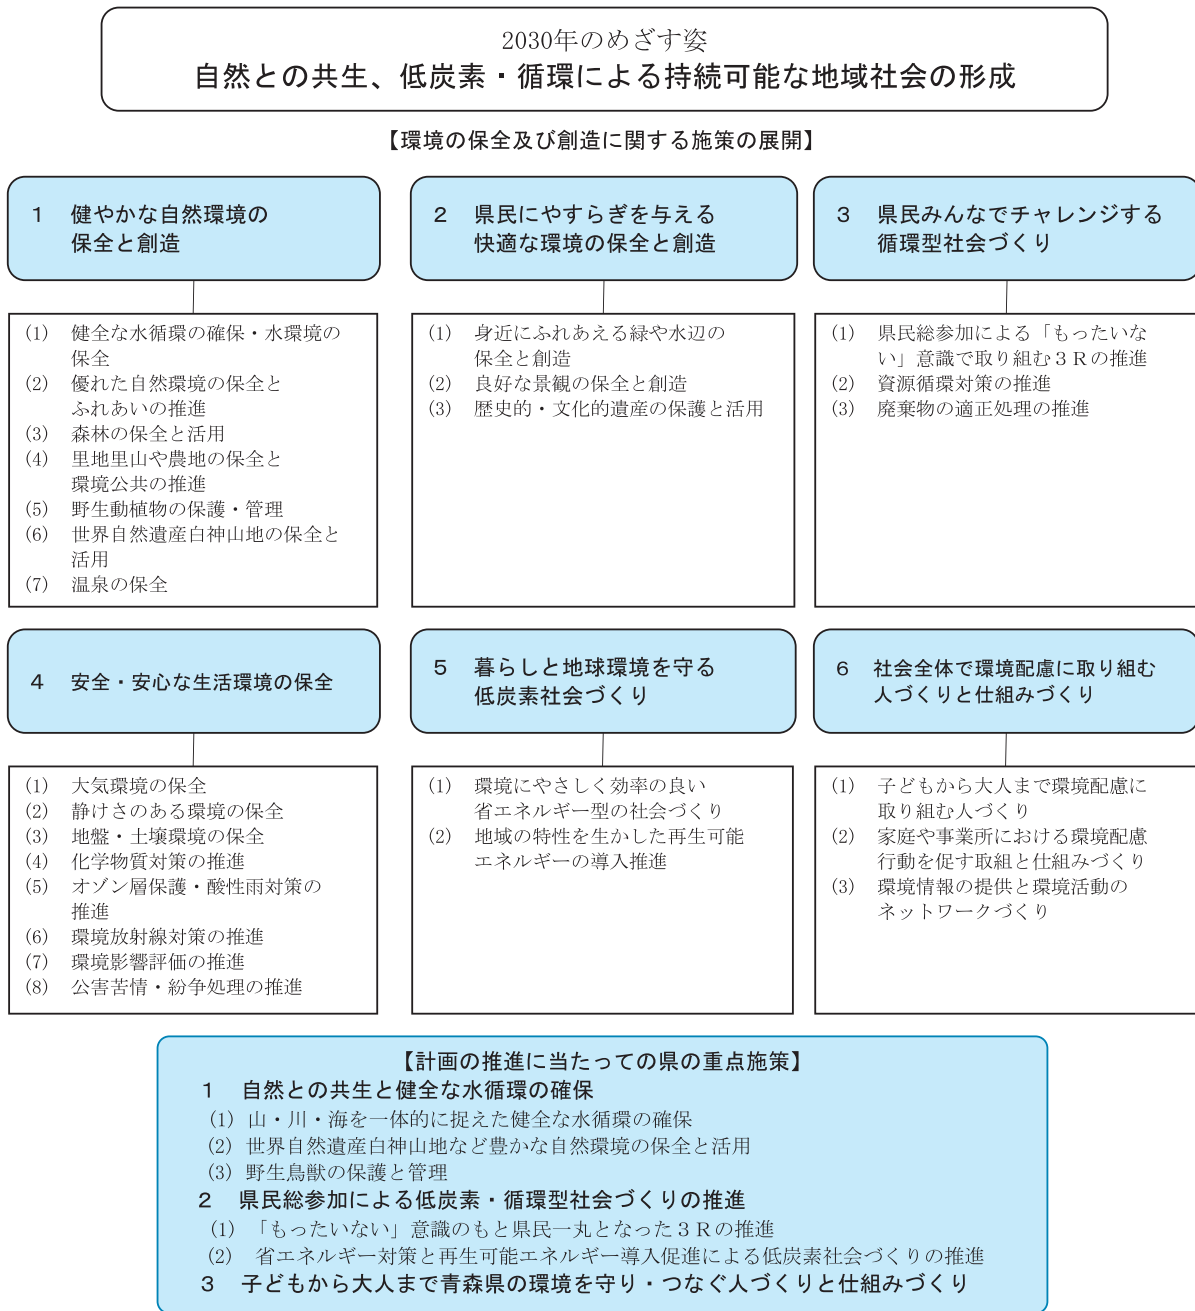 2030年のめざす姿
自然との共生、低炭素・循環による持続可能な地域社会の形成
【環境の保全及び創造に関する施策の展開】
1 健やかな自然環境の
保全と創造
(1) 健全な水循環の確保・水環境の
保全
(2) 優れた自然環境の保全と
ふれあいの推進
(3) 森林の保全と活用
(4) 里地里山や農地の保全と
環境公共の推進
(5) 野生動植物の保護・管理
(6) 世界自然遺産白神山地の保全と
活用
(7) 温泉の保全
2 県民にやすらぎを与える
快適な環境の保全と創造
(1) 身近にふれあえる緑や水辺の
保全と創造
(2) 良好な景観の保全と創造
(3) 歴史的・文化的遺産の保護と活用
3 県民みんなでチャレンジする
循環型社会づくり
(1) 県民総参加による「もったいな
い」意識で取り組む3Rの推進
(2) 資源循環対策の推進
(3) 廃棄物の適正処理の推進
4 安全・安心な生活環境の保全
(1) 大気環境の保全
(2) 静けさのある環境の保全
(3) 地盤・土壌環境の保全
(4) 化学物質対策の推進
(5) オゾン層保護・酸性雨対策の
推進
(6) 環境放射線対策の推進
(7) 環境影響評価の推進
(8) 公害苦情・紛争処理の推進
5 暮らしと地球環境を守る
低炭素社会づくり
(1) 環境にやさしく効率の良い
省エネルギー型の社会づくり
(2) 地域の特性を生かした再生可能
エネルギーの導入推進
6 社会全体で環境配慮に取り組む
人づくりと仕組みづくり
(1) 子どもから大人まで環境配慮に
取り組む人づくり
(2) 家庭や事業所における環境配慮
行動を促す取組と仕組みづくり
(3) 環境情報の提供と環境活動の
ネットワークづくり
【計画の推進に当たっての県の重点施策】
1 自然との共生と健全な水循環の確保
(1) 山・川・海を一体的に捉えた健全な水循環の確保
(2) 世界自然遺産白神山地など豊かな自然環境の保全と活用
(3) 野生鳥獣の保護と管理
2 県民総参加による低炭素・循環型社会づくりの推進
(1) 「もったいない」意識のもと県民一丸となった3Rの推進
(2) 省エネルギー対策と再生可能エネルギー導入促進による低炭素社会づくりの推進
3 子どもから大人まで青森県の環境を守り・つなぐ人づくりと仕組みづくり